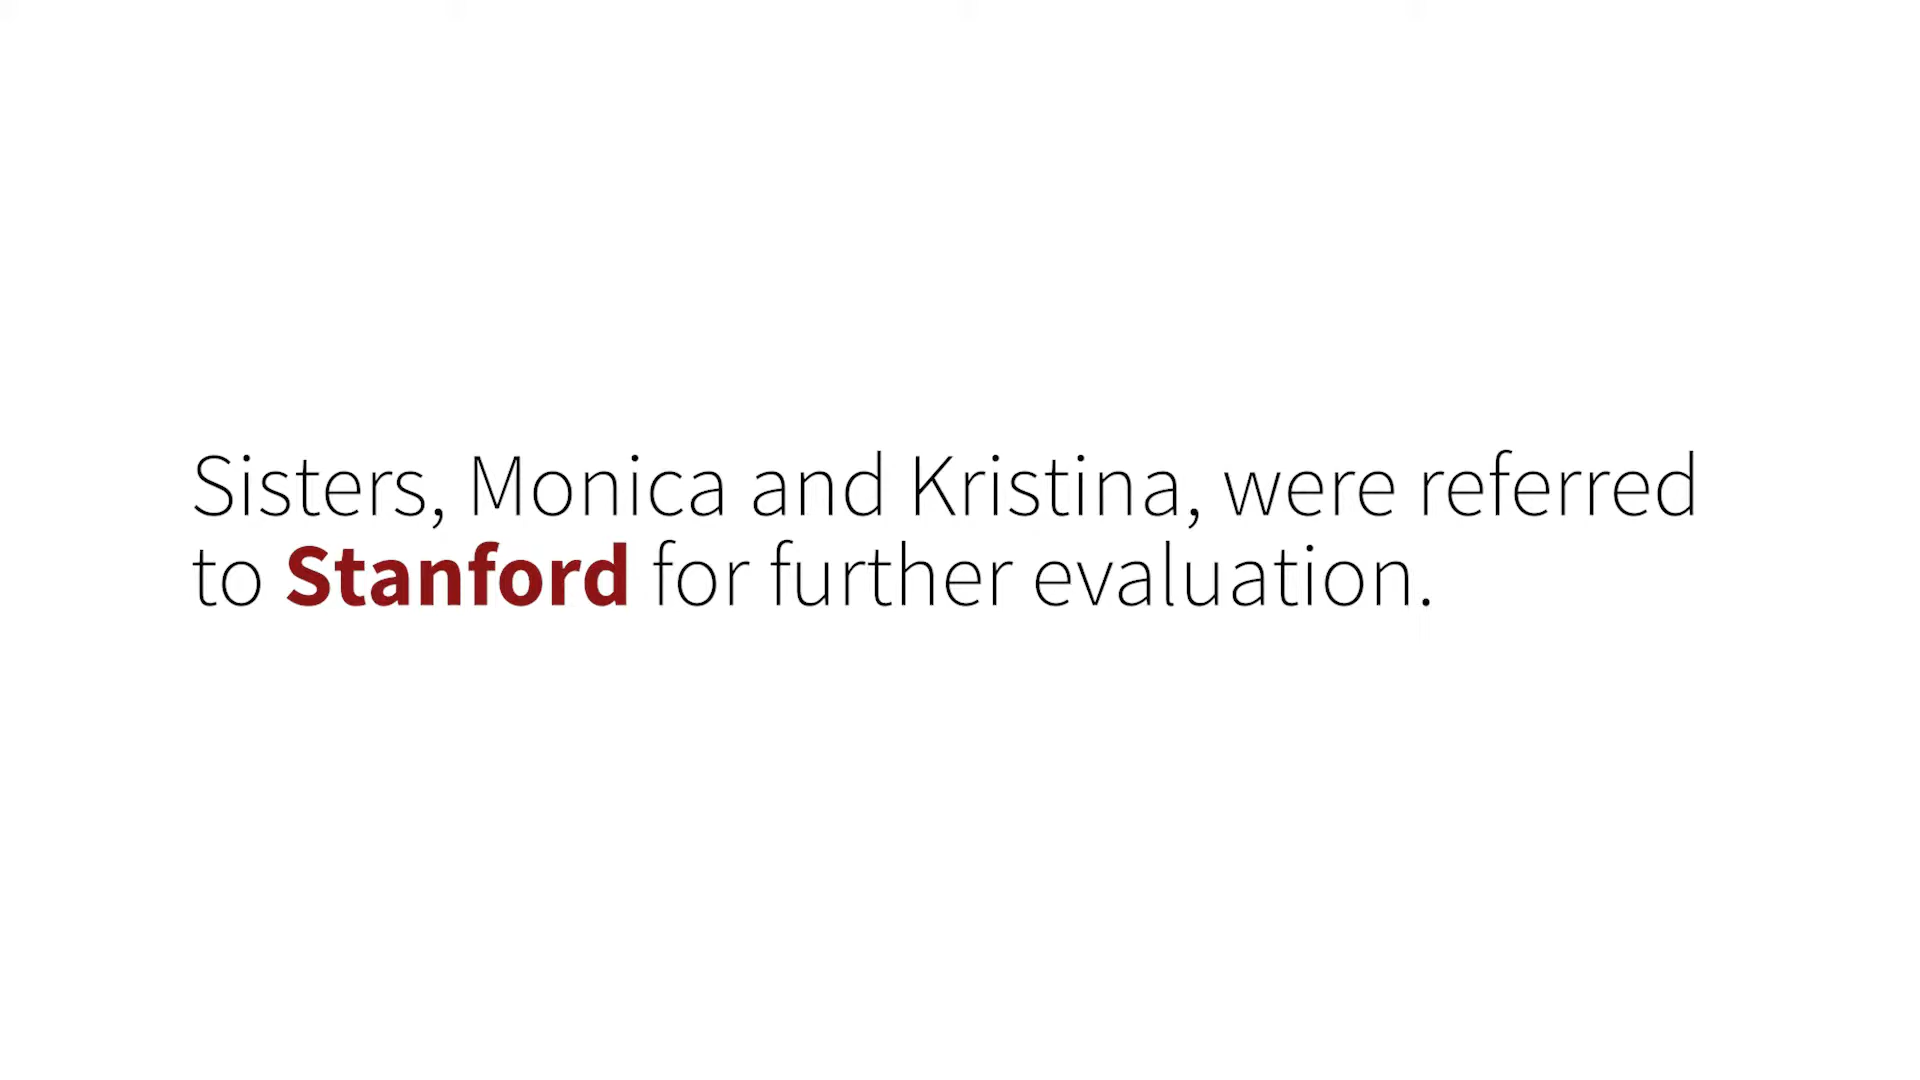 Sisters, Monica and Kristina, were referred
to Stanford for further evaluation.